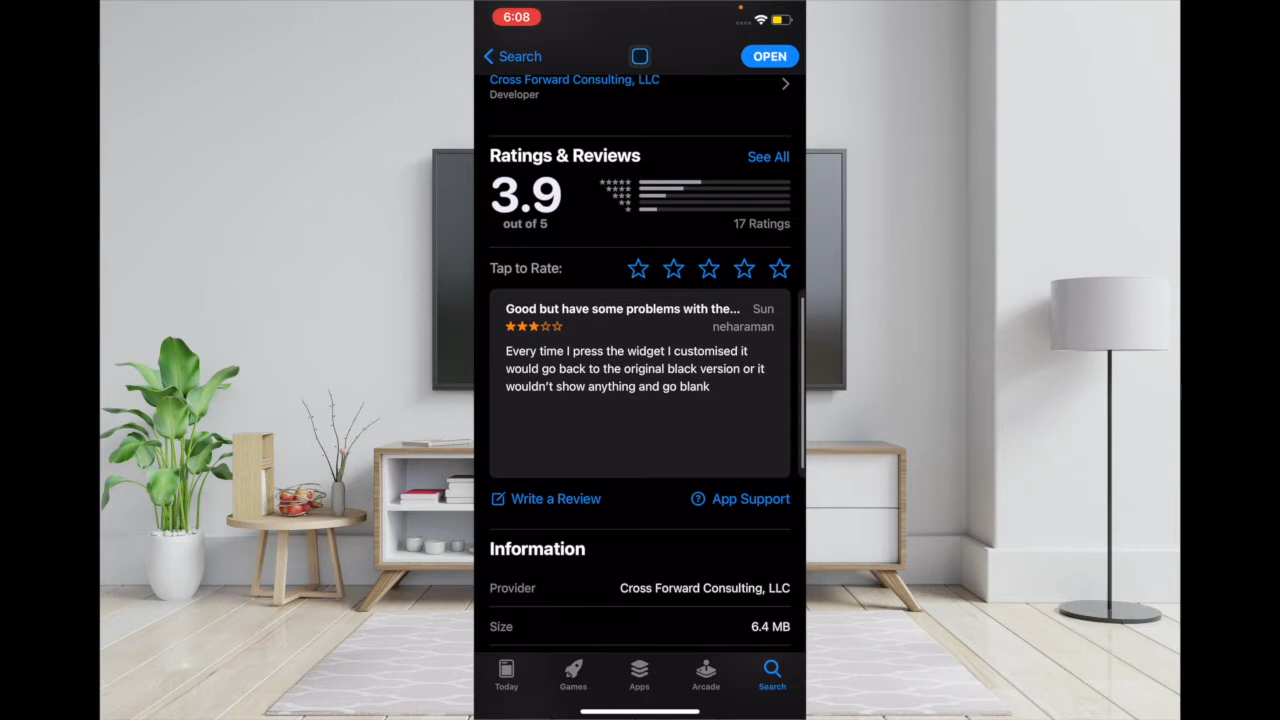 6:08
Search
OPEN
Cross Forward Consulting, LLC
Developer
Ratings & Reviews
See All
3.9
out of 5
17 Ratings
Tap to Rate:
Good but have some problems with the...
Sun
neharaman
Every time I press the widget I customised it
would go back to the original black version or it
wouldn't show anything and go blank
Write a Review
App Support
Information
Provider
Cross Forward Consulting, LLC
Size
6.4 MB
Today
Games
Apps
Arcade
Search